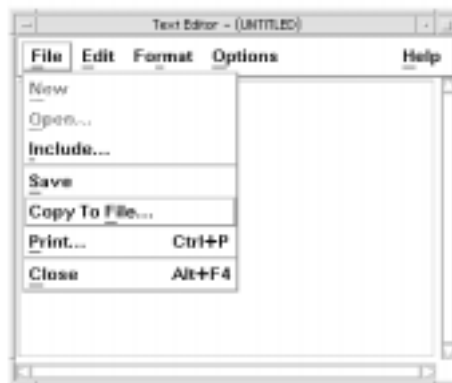 Text Editor - (UNTITLED)
File Edit Format Options Help
New
Open...
Include...
Save
Copy To File...
Print... Ctrl+P
Close Alt+F4